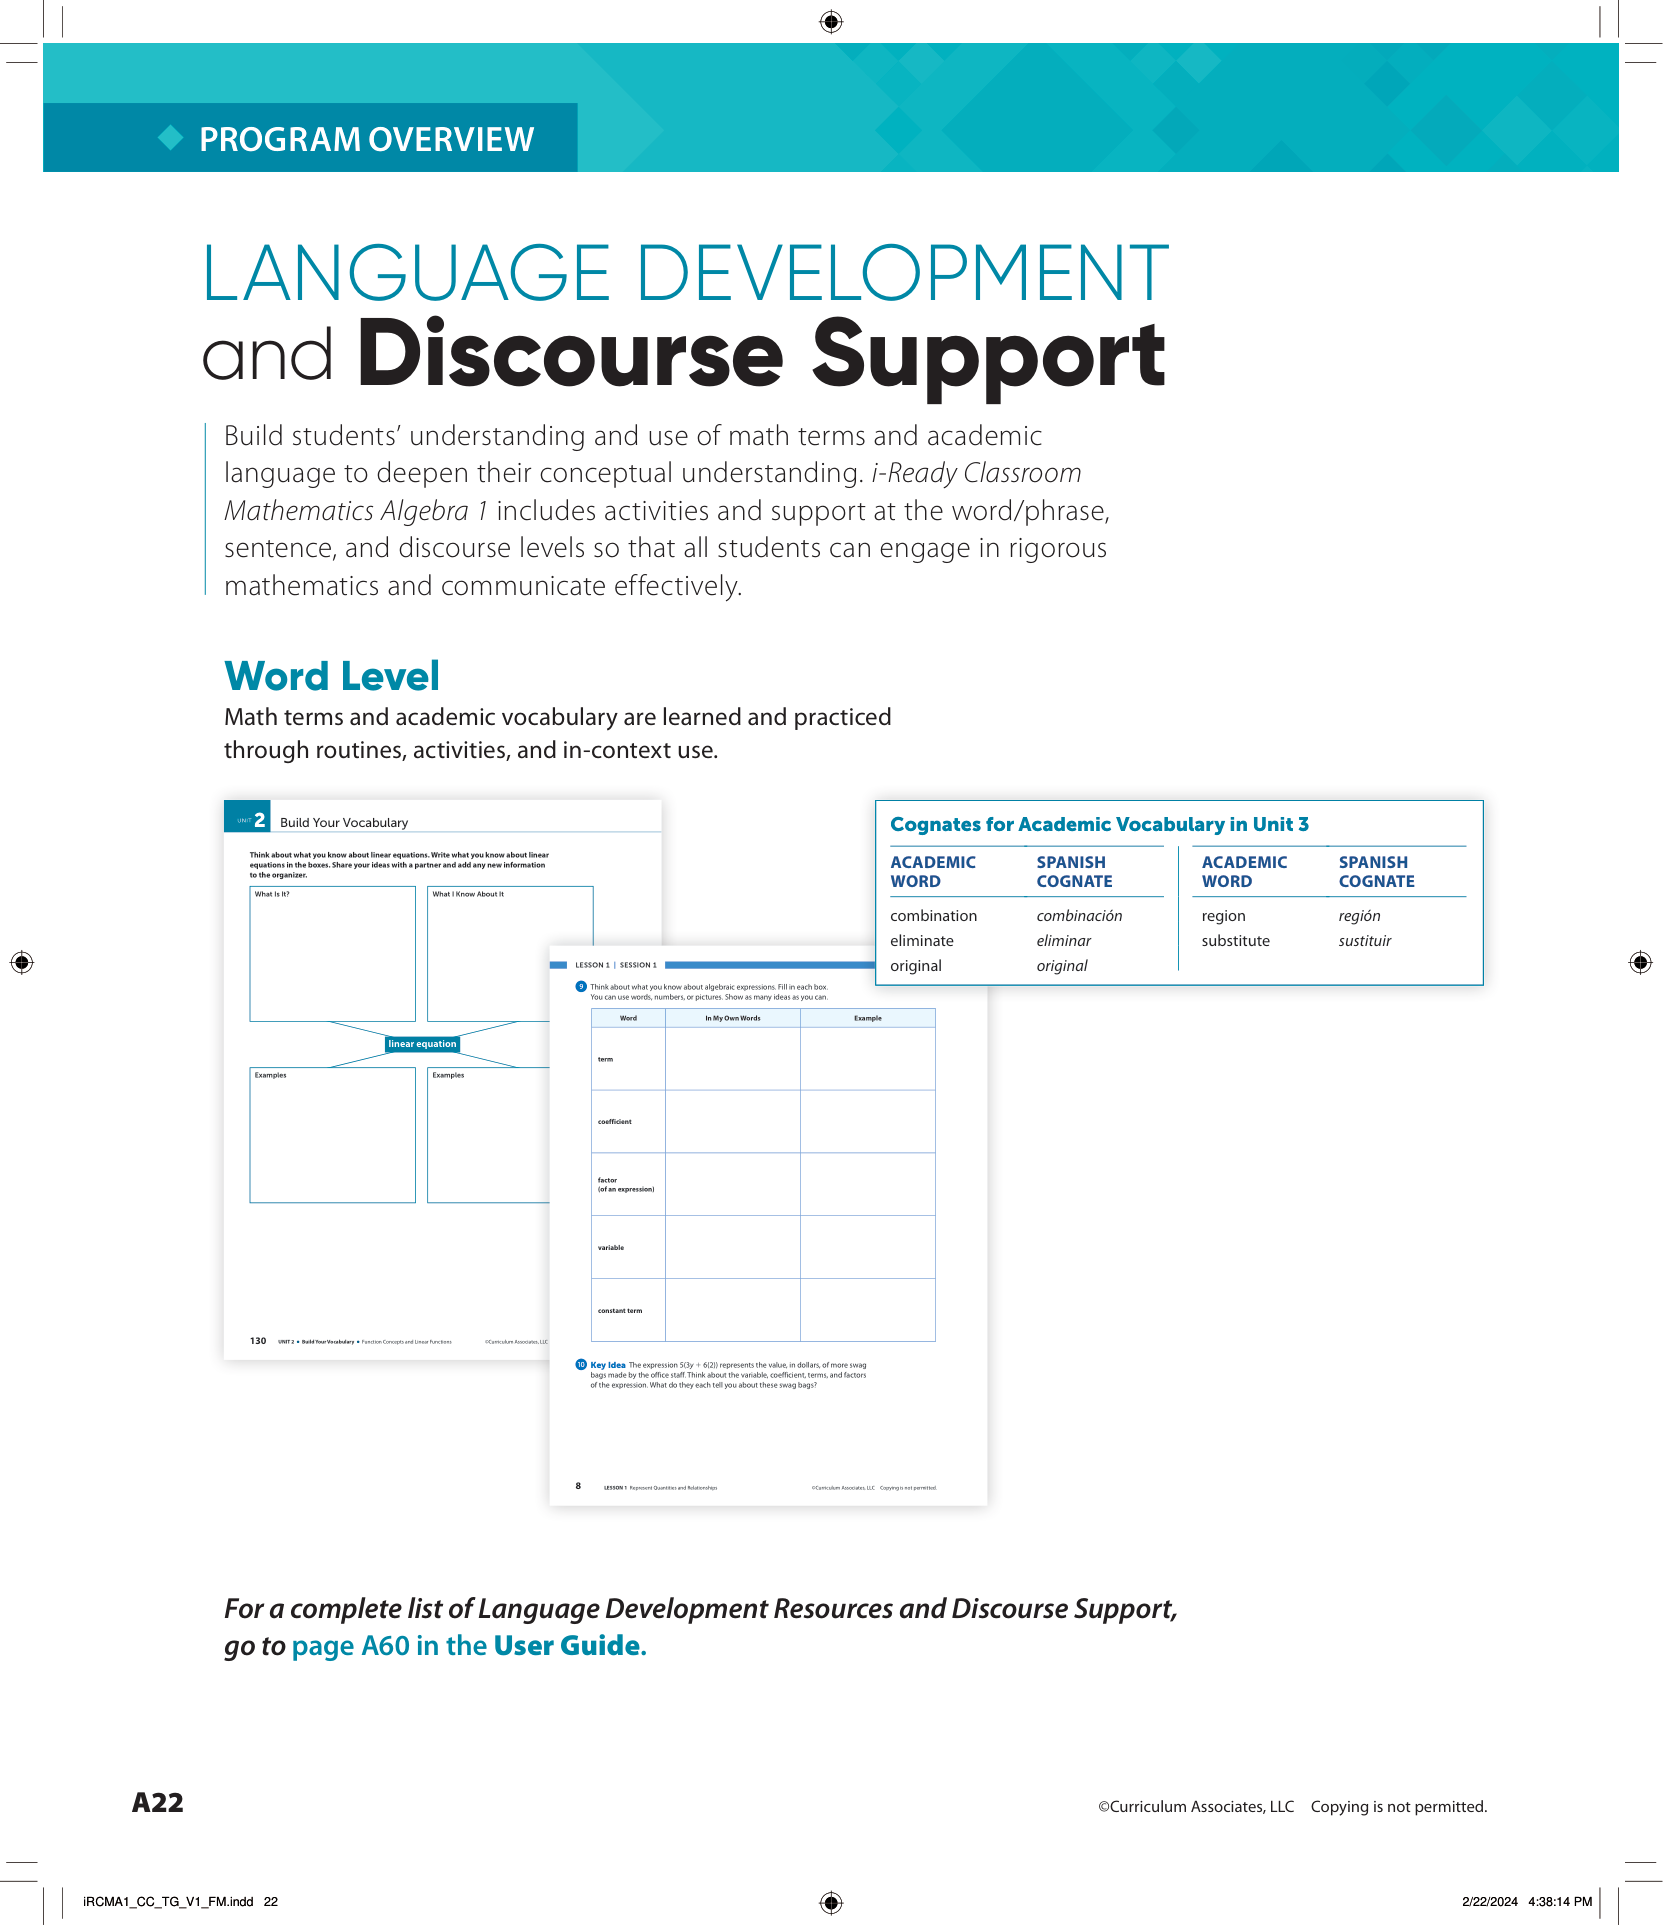 PROGRAM OVERVIEW
LANGUAGE DEVELOPMENT
and Discourse Support
Build students’ understanding and use of math terms and academic
language to deepen their conceptual understanding. i-Ready Classroom
Mathematics Algebra 1 includes activities and support at the word/phrase,
sentence, and discourse levels so that all students can engage in rigorous
mathematics and communicate effectively.
Word Level
Math terms and academic vocabulary are learned and practiced
through routines, activities, and in-context use.
UNIT 2 Build Your Vocabulary
Think about what you know about linear equations. Write what you know about linear
equations in the boxes. Share your ideas with a partner and add any new information
to the organizer.
What Is It? What I Know About It
linear equation
Examples Examples
130 UNIT 2 • Build Your Vocabulary • Function Concepts and Linear Functions ©Curriculum Associates, LLC
LESSON 1 | SESSION 1
9 Think about what you know about algebraic expressions. Fill in each box.
You can use words, numbers, or pictures. Show as many ideas as you can.
Word In My Own Words Example
term
coefficient
factor
(of an expression)
variable
constant term
10 Key Idea The expression 5(3y + 6(2)) represents the value, in dollars, of more swag
bags made by the office staff. Think about the variable, coefficient, terms, and factors
of the expression. What do they each tell you about these swag bags?
8 LESSON 1 Represent Quantities and Relationships ©Curriculum Associates, LLC Copying is not permitted.
Cognates for Academic Vocabulary in Unit 3
ACADEMIC WORD SPANISH COGNATE ACADEMIC WORD SPANISH COGNATE
combination combinación region región
eliminate eliminar substitute sustituir
original original
For a complete list of Language Development Resources and Discourse Support,
go to page A60 in the User Guide.
A22 ©Curriculum Associates, LLC Copying is not permitted.
iRCMA1_CC_TG_V1_FM.indd 22 2/22/2024 4:38:14 PM